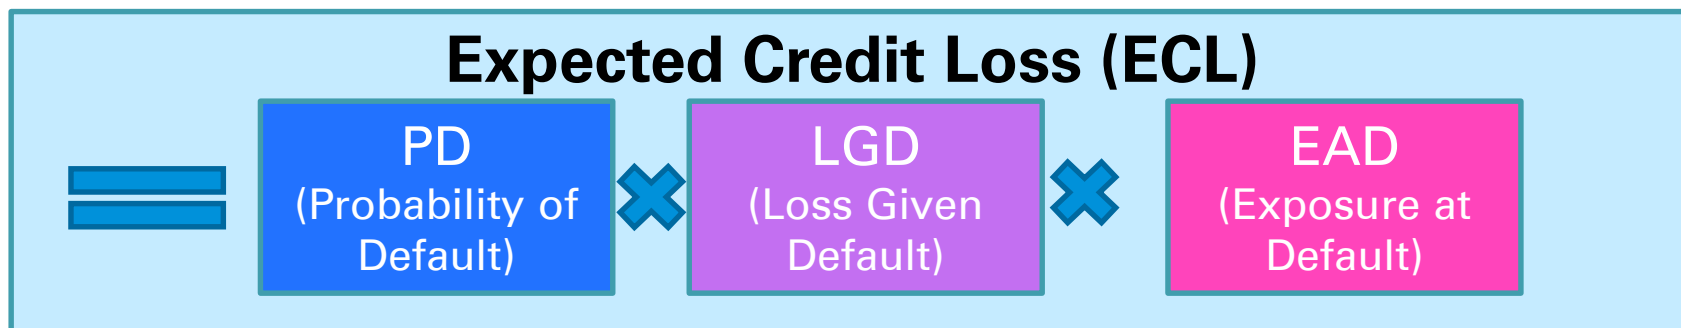 Expected Credit Loss (ECL)
PD
(Probability of
Default)
LGD
(Loss Given
Default)
EAD
(Exposure at
Default)